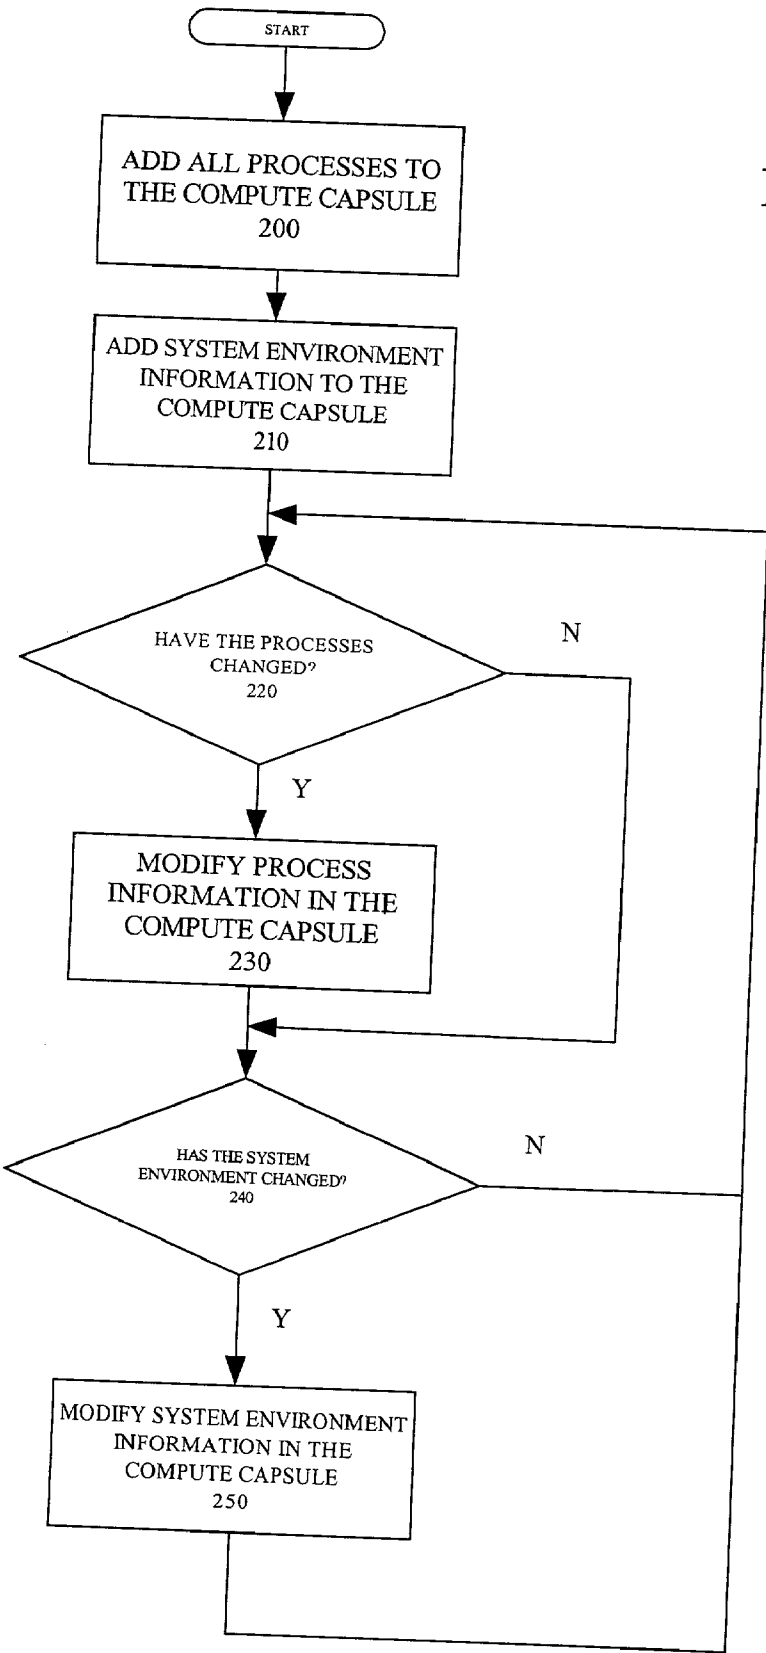 START
ADD ALL PROCESSES TO
THE COMPUTE CAPSULE
200
ADD SYSTEM ENVIRONMENT
INFORMATION TO THE
COMPUTE CAPSULE
210
HAVE THE PROCESSES
CHANGED?
220
N
Y
MODIFY PROCESS
INFORMATION IN THE
COMPUTE CAPSULE
230
HAS THE SYSTEM
ENVIRONMENT CHANGED?
240
N
Y
MODIFY SYSTEM ENVIRONMENT
INFORMATION IN THE
COMPUTE CAPSULE
250